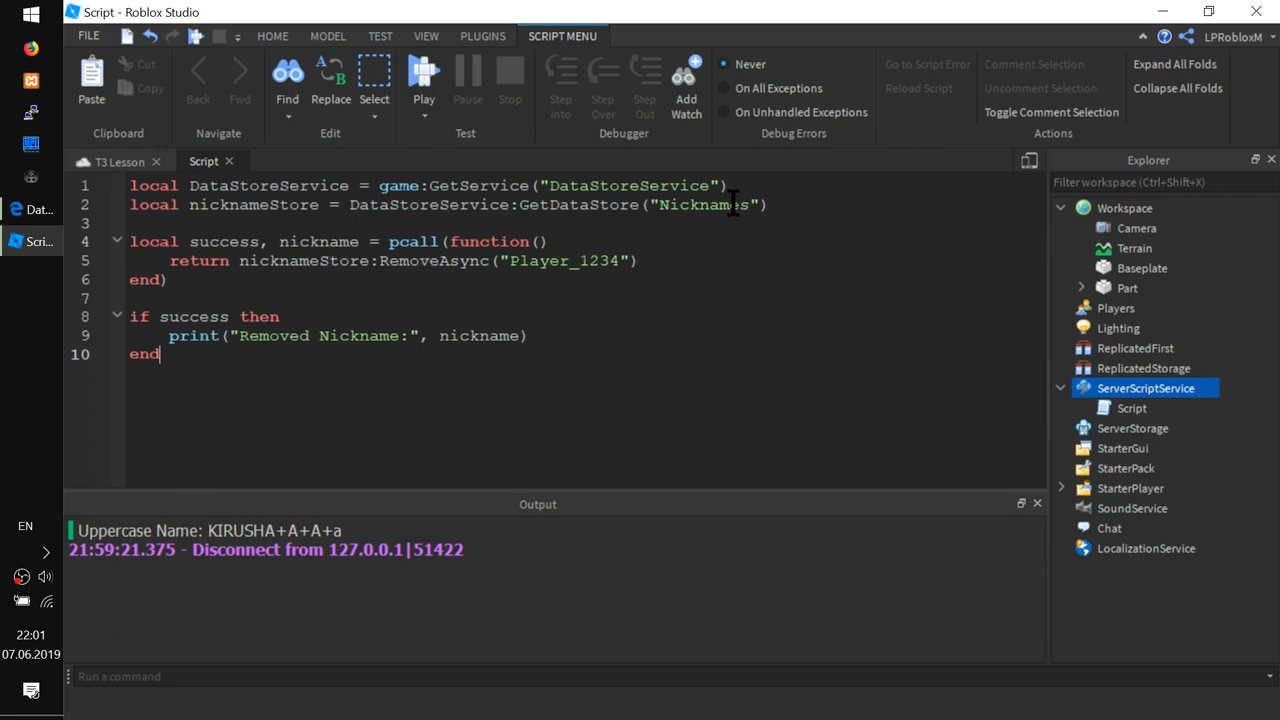 Script - Roblox Studio
FILE HOME MODEL TEST VIEW PLUGINS SCRIPT MENU LPRobloxM
Paste Cut Copy
Clipboard
Back Fwd
Navigate
Find Replace Select
Edit
Play Pause Stop
Test
Step Into Step Over Step Out Add Watch
Debugger
Never
On All Exceptions
On Unhandled Exceptions
Debug Errors
Go to Script Error
Reload Script
Comment Selection
Uncomment Selection
Toggle Comment Selection
Actions
Expand All Folds
Collapse All Folds
T3 Lesson Script
1 local DataStoreService = game:GetService("DataStoreService")
2 local nicknameStore = DataStoreService:GetDataStore("Nicknames")
3
4 local success, nickname = pcall(function()
5 return nicknameStore:RemoveAsync("Player_1234")
6 end)
7
8 if success then
9 print("Removed Nickname:", nickname)
10 end
Output
Uppercase Name: KIRUSHA+A+A+a
21:59:21.375 - Disconnect from 127.0.0.1|51422
Run a command
Explorer
Filter workspace (Ctrl+Shift+X)
Workspace
Camera
Terrain
Baseplate
Part
Players
Lighting
ReplicatedFirst
ReplicatedStorage
ServerScriptService
Script
ServerStorage
StarterGui
StarterPack
StarterPlayer
SoundService
Chat
LocalizationService
Dat...
Scri...
EN
22:01
07.06.2019